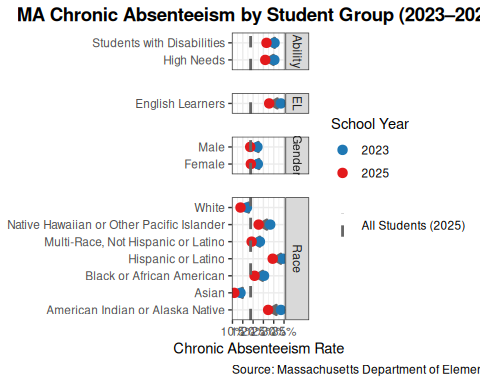 MA Chronic Absenteeism by Student Group (2023–202
Students with Disabilities
High Needs
Ability
English Learners
EL
Male
Female
Gender
White
Native Hawaiian or Other Pacific Islander
Multi-Race, Not Hispanic or Latino
Hispanic or Latino
Black or African American
Asian
American Indian or Alaska Native
Race
Chronic Absenteeism Rate
School Year
2023
2025
All Students (2025)
Source: Massachusetts Department of Elemen